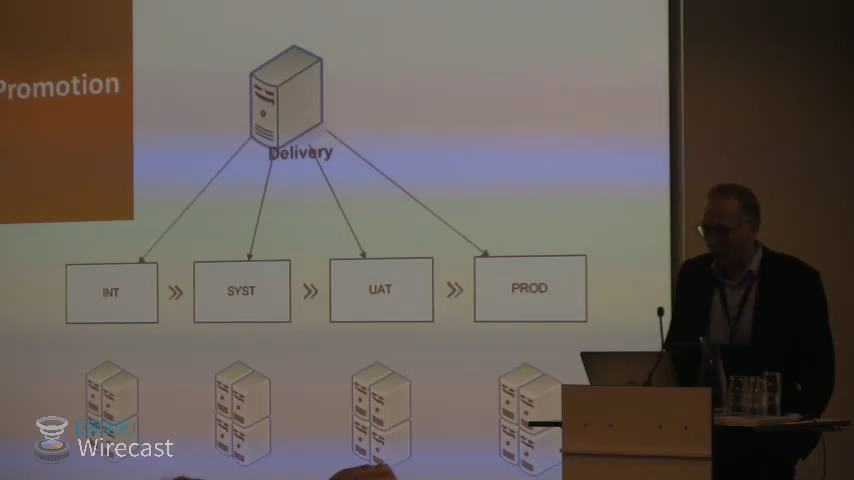 Promotion
Delivery
INT
SYST
UAT
PROD
Wirecast